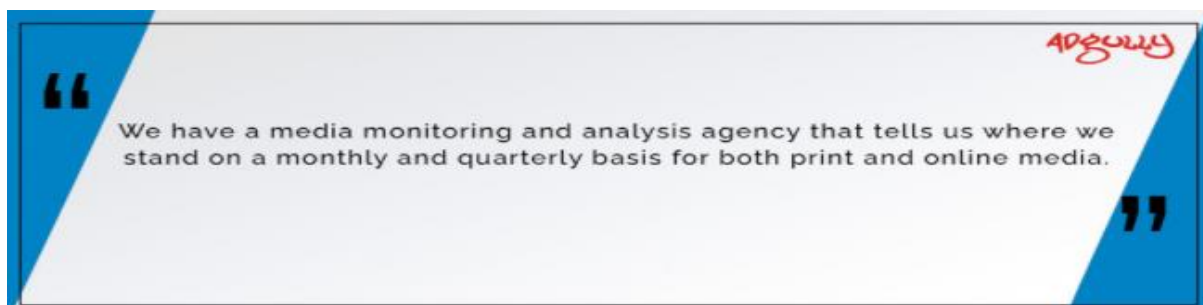 ADGULLY
“
We have a media monitoring and analysis agency that tells us where we
stand on a monthly and quarterly basis for both print and online media.
”